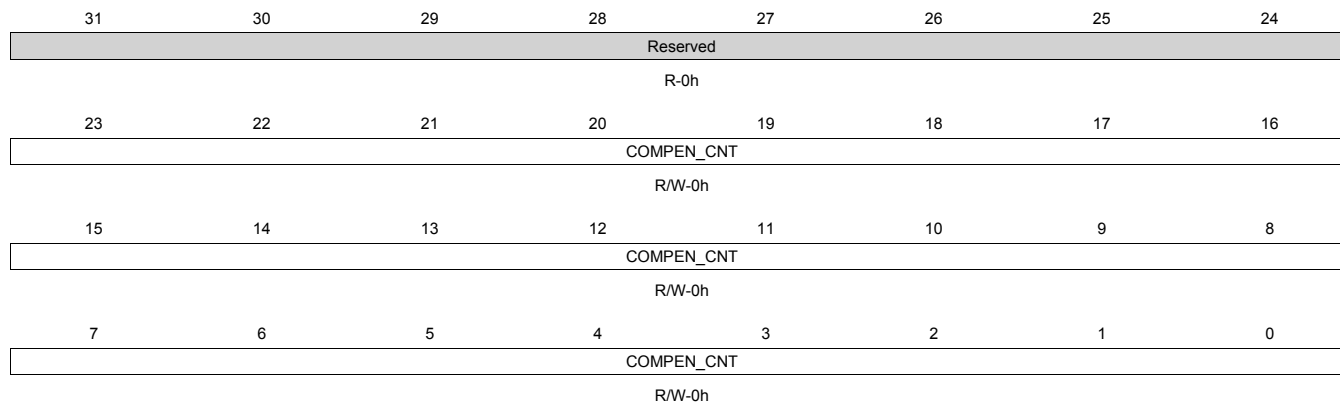 31 30 29 28 27 26 25 24
Reserved
R-0h
23 22 21 20 19 18 17 16
COMPEN_CNT
R/W-0h
15 14 13 12 11 10 9 8
COMPEN_CNT
R/W-0h
7 6 5 4 3 2 1 0
COMPEN_CNT
R/W-0h